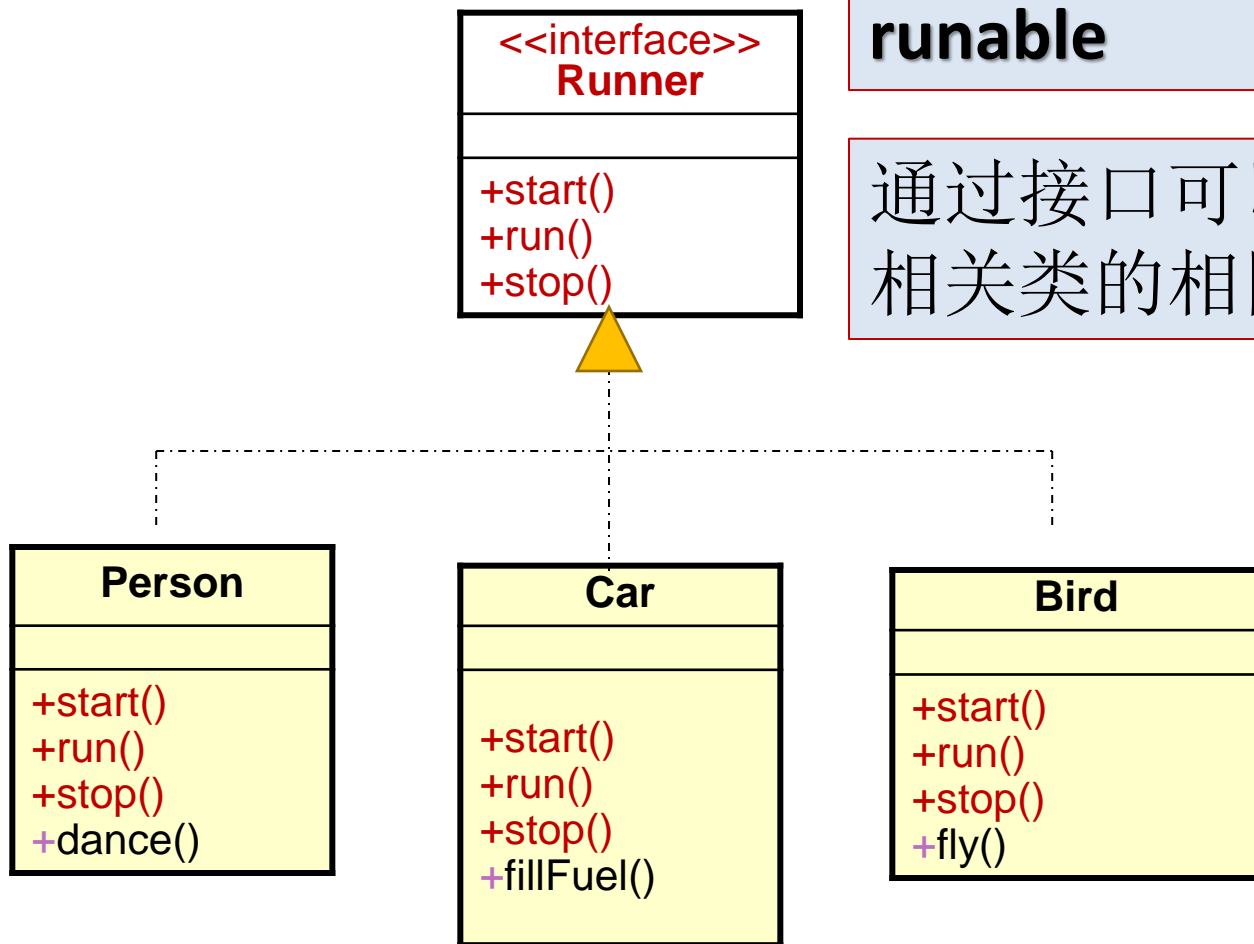 <<interface>>
Runner
+start()
+run()
+stop()
runable
通过接口可
相关类的相
Person
+start()
+run()
+stop()
+dance()
Car
+start()
+run()
+stop()
+fillFuel()
Bird
+start()
+run()
+stop()
+fly()